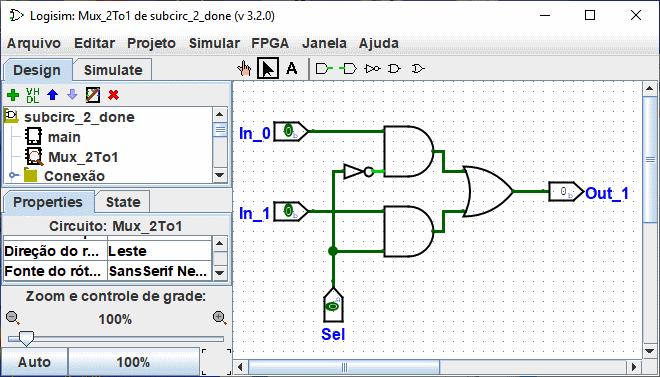 Logisim: Mux_2To1 de subcirc_2_done (v 3.2.0)
Arquivo Editar Projeto Simular FPGA Janela Ajuda
Design Simulate
A
VH
DL
subcirc_2_done
main
Mux_2To1
Conexão
Properties State
Circuito: Mux_2To1
Direção do r... Leste
Fonte do rót... SansSerif Ne...
Zoom e controle de grade:
100%
Auto 100%
In_0 0
In_1 0
0 Out_1
0
Sel